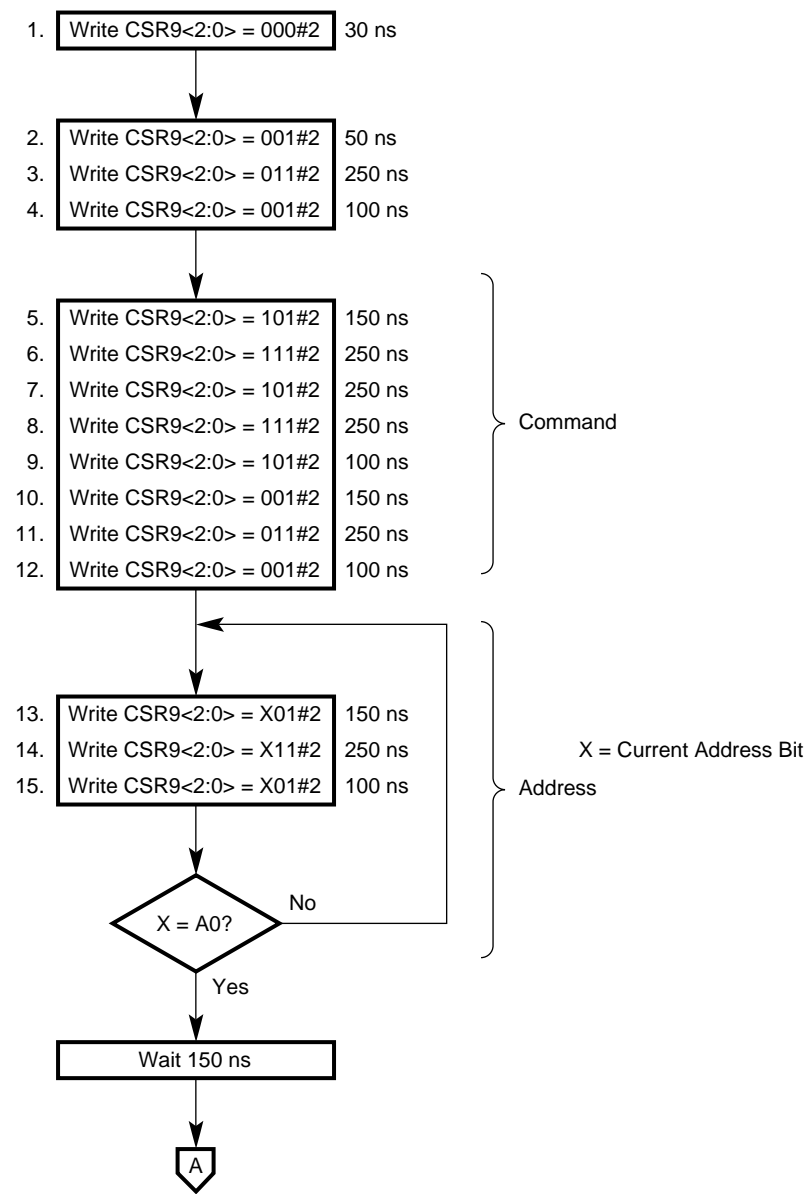 1. Write CSR9<2:0> = 000#2 30 ns
2. Write CSR9<2:0> = 001#2 50 ns
3. Write CSR9<2:0> = 011#2 250 ns
4. Write CSR9<2:0> = 001#2 100 ns
5. Write CSR9<2:0> = 101#2 150 ns
6. Write CSR9<2:0> = 111#2 250 ns
7. Write CSR9<2:0> = 101#2 250 ns
8. Write CSR9<2:0> = 111#2 250 ns
Command
9. Write CSR9<2:0> = 101#2 100 ns
10. Write CSR9<2:0> = 001#2 150 ns
11. Write CSR9<2:0> = 011#2 250 ns
12. Write CSR9<2:0> = 001#2 100 ns
13. Write CSR9<2:0> = X01#2 150 ns
14. Write CSR9<2:0> = X11#2 250 ns X = Current Address Bit
15. Write CSR9<2:0> = X01#2 100 ns Address
X = A0? No
Yes
Wait 150 ns
A